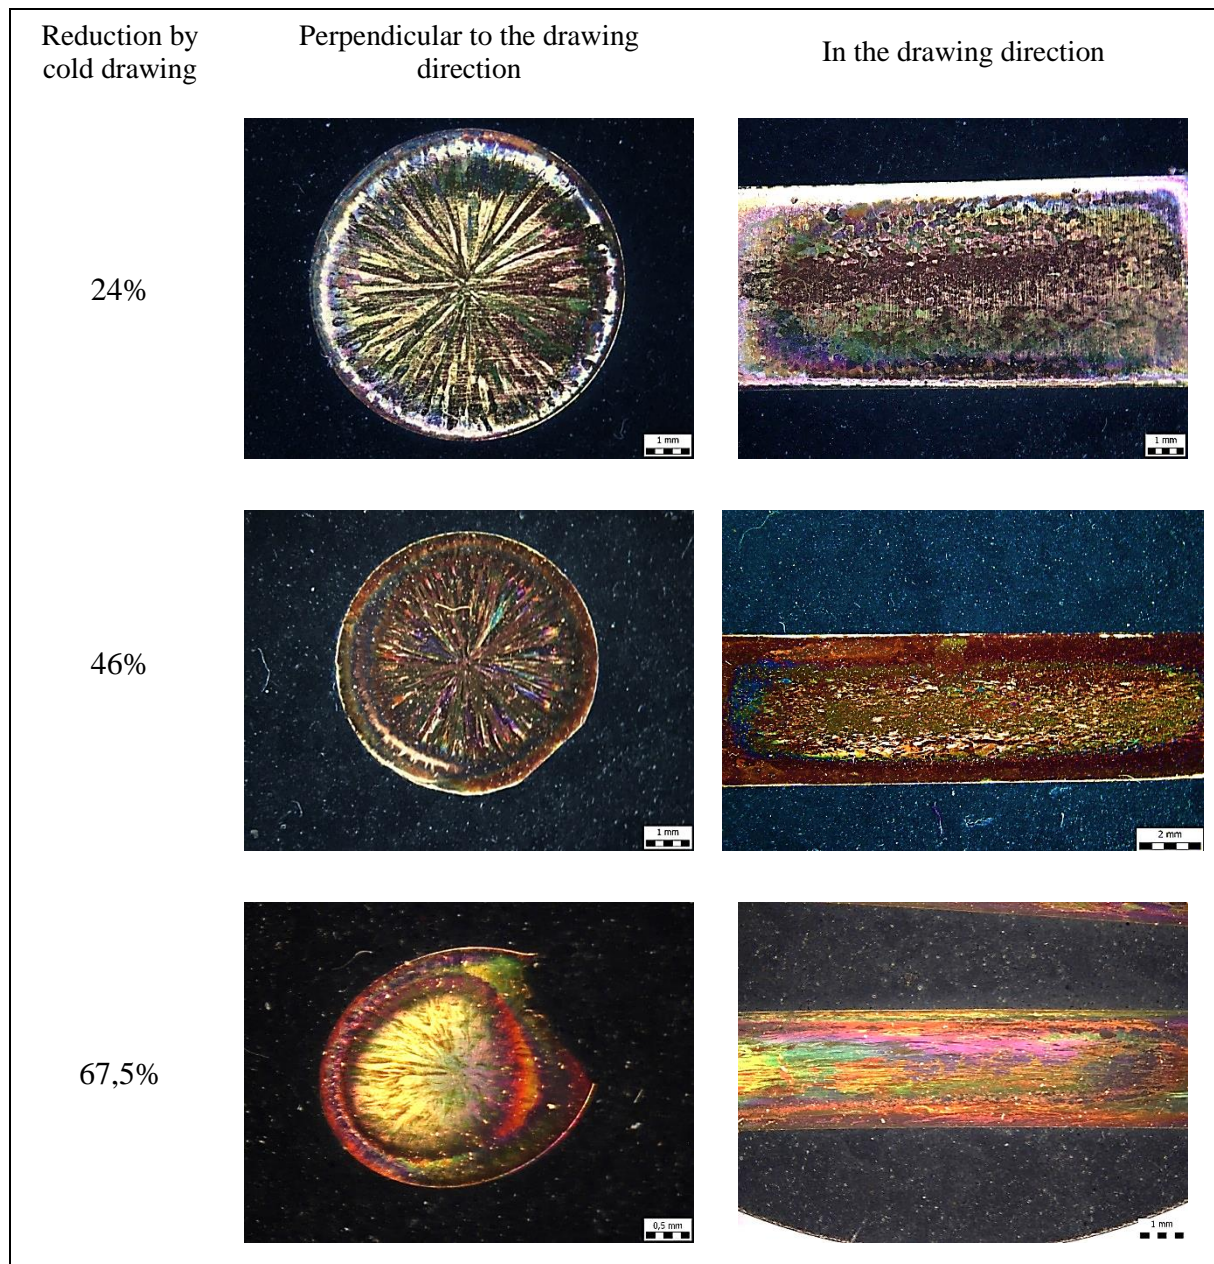 Reduction by
cold drawing
Perpendicular to the drawing
direction
In the drawing direction
24%
1 mm
1 mm
46%
1 mm
2 mm
67,5%
0,5 mm
1 mm